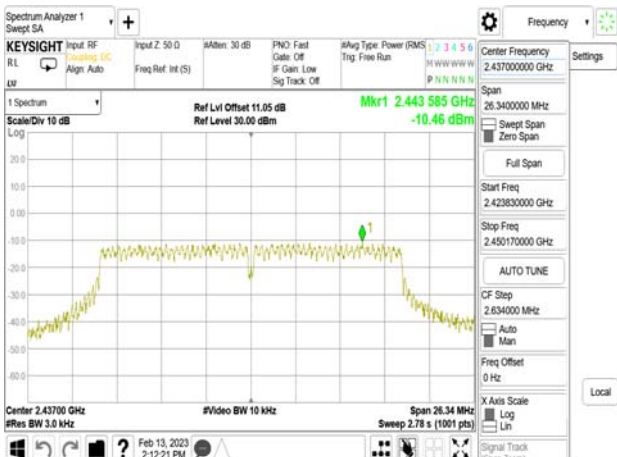 Spectrum Analyzer 1
Swept SA
+
Frequency
KEYSIGHT
RL
Input: RF
Coupling: DC
Align: Auto
Input Z: 50 Ω
Freq Ref: Int (S)
#Atten: 30 dB
PNO: Fast
Gate: Off
IF Gain: Low
Sig Track: Off
#Avg Type: Power (RMS
Trig: Free Run
1 2 3 4 5 6
M W W W W W
P N N N N N
1 Spectrum
Scale/Div 10 dB
Ref Lvl Offset 11.05 dB
Ref Level 30.00 dBm
Mkr1 2.443 585 GHz
-10.46 dBm
Log
20.0
10.0
0.00
-10.0
-20.0
-30.0
-40.0
-50.0
-60.0
1
Center 2.43700 GHz
#Res BW 3.0 kHz
#Video BW 10 kHz
Span 26.34 MHz
Sweep 2.78 s (1001 pts)
?
Feb 13, 2023
2:12:21 PM
Center Frequency
2.437000000 GHz
Span
26.3400000 MHz
Swept Span
Zero Span
Full Span
Start Freq
2.423830000 GHz
Stop Freq
2.450170000 GHz
AUTO TUNE
CF Step
2.634000 MHz
Auto
Man
Freq Offset
0 Hz
X Axis Scale
Log
Lin
Signal Track
Settings
Local